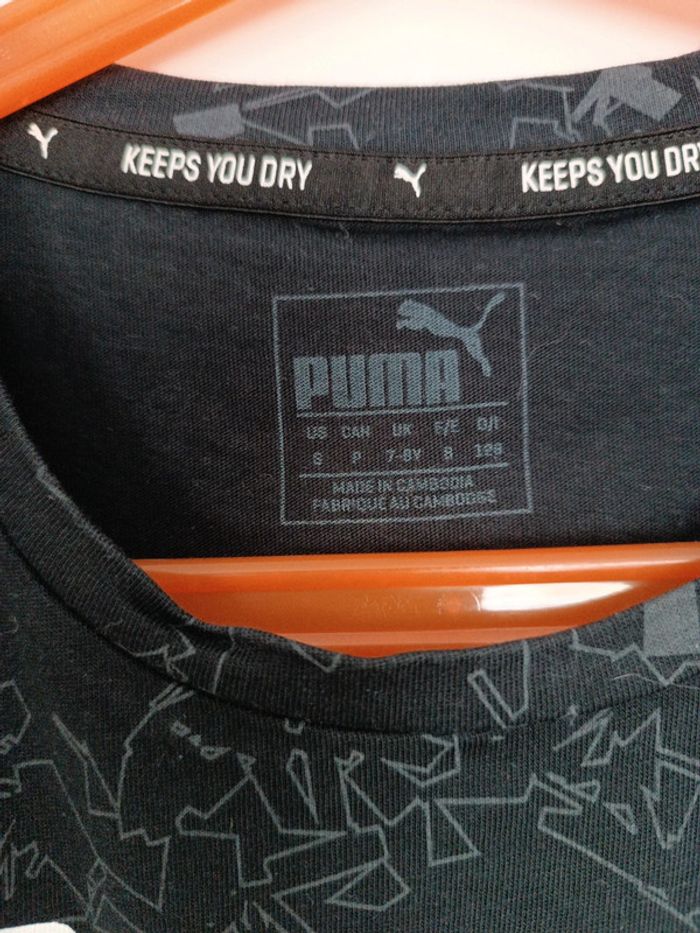 KEEPS YOU DRY
KEEPS YOU DR
PUMA
US CAN UK F/E D/I
S P 7-8Y 8 128
MADE IN CAMBODIA
FABRIQUÉ AU CAMBODGE